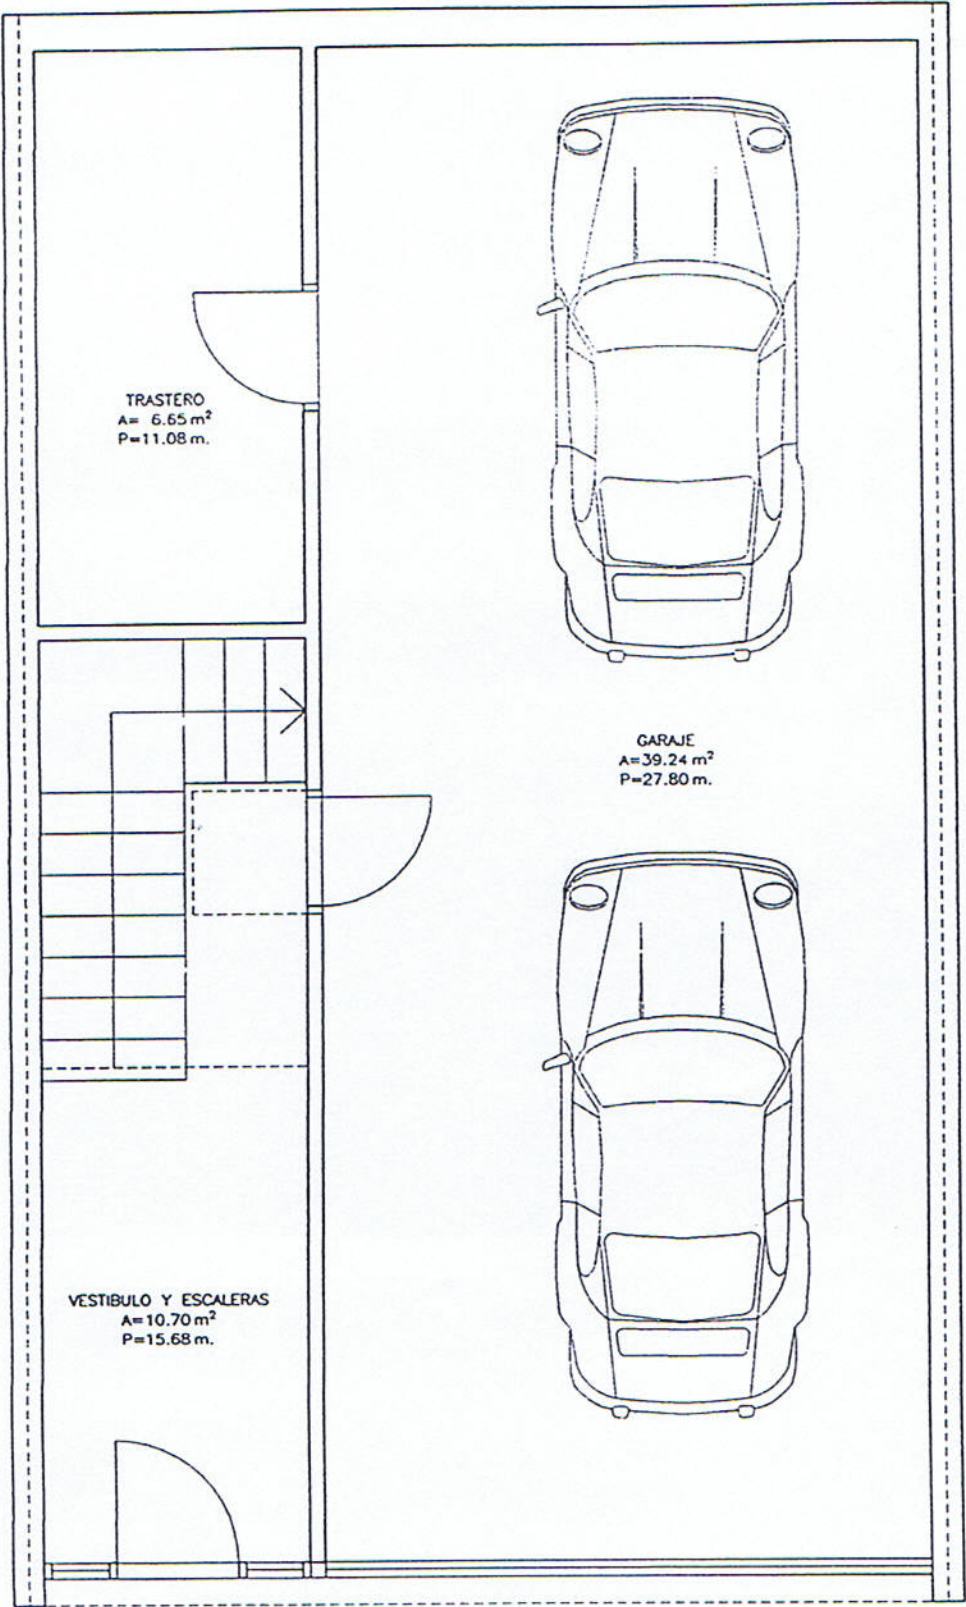 TRASTERO
A= 6.65 m²
P=11.08 m.
GARAJE
A=39.24 m²
P=27.80 m.
VESTIBULO Y ESCALERAS
A=10.70 m²
P=15.68 m.